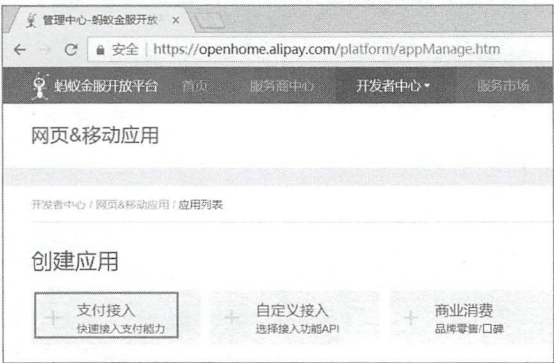 管理中心-蚂蚁金服开放 ×
安全 | https://openhome.alipay.com/platform/appManage.htm
蚂蚁金服开放平台 首页 服务商中心 开发者中心 服务市场
网页&移动应用
开发者中心 / 网页&移动应用 / 应用列表
创建应用
支付接入 自定义接入 商业消费
快速接入支付能力 选择接入功能API 品牌零售/口碑